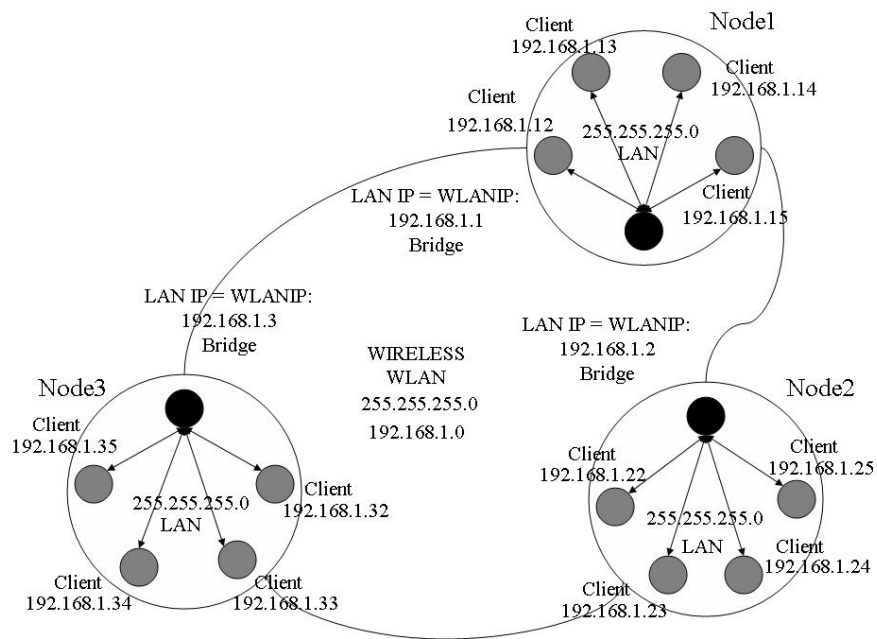 Node1
Client
192.168.1.13
Client
192.168.1.14
Client
192.168.1.12
255.255.255.0
LAN
Client
192.168.1.15
LAN IP = WLANIP:
192.168.1.1
Bridge
LAN IP = WLANIP:
192.168.1.3
Bridge
LAN IP = WLANIP:
192.168.1.2
Bridge
WIRELESS
WLAN
255.255.255.0
192.168.1.0
Node3
Client
192.168.1.35
Client
192.168.1.32
255.255.255.0
LAN
Client
192.168.1.34
Client
192.168.1.33
Node2
Client
192.168.1.22
Client
192.168.1.25
255.255.255.0
LAN
Client
192.168.1.24
Client
192.168.1.23